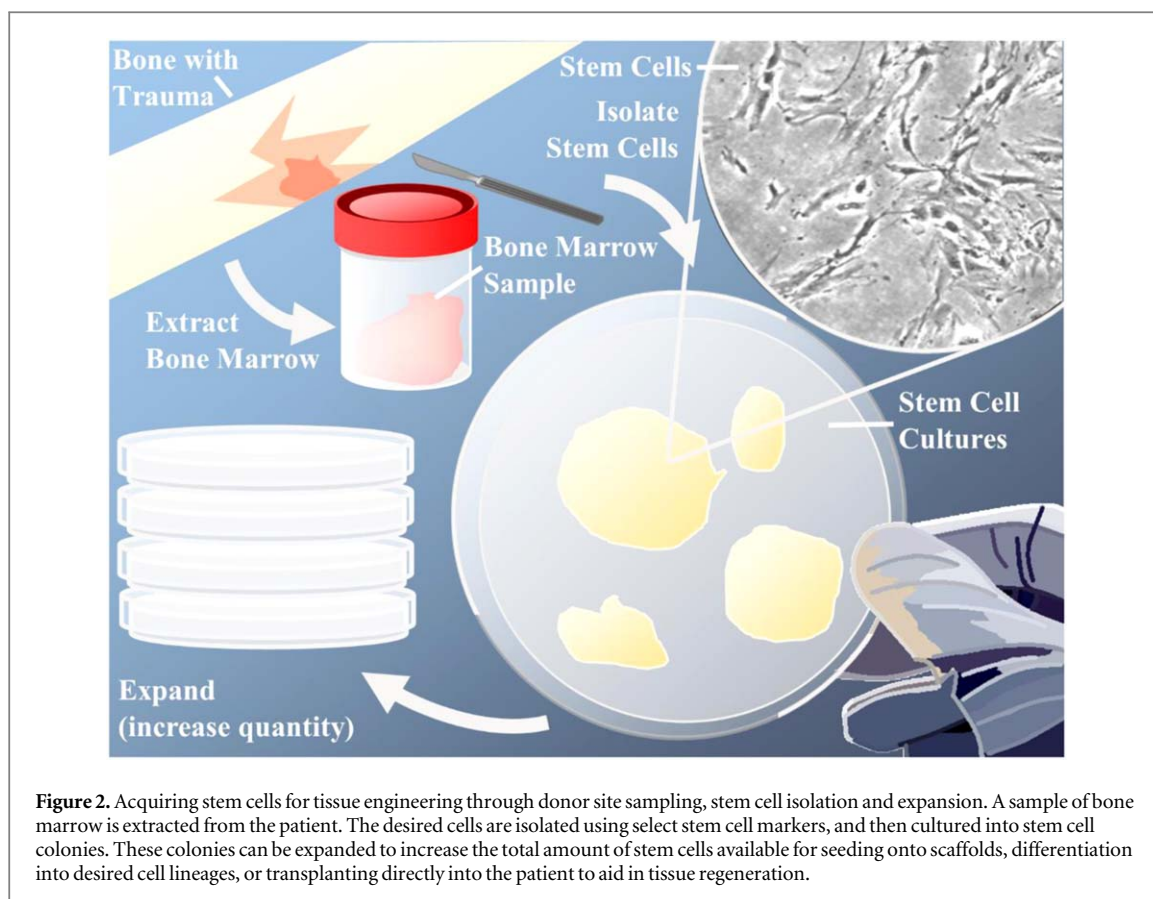 Bone with
Trauma
Stem Cells
Isolate
Stem Cells
Bone Marrow
Sample
Extract
Bone Marrow
Stem Cell
Cultures
Expand
(increase quantity)
Figure 2. Acquiring stem cells for tissue engineering through donor site sampling, stem cell isolation and expansion. A sample of bone
marrow is extracted from the patient. The desired cells are isolated using select stem cell markers, and then cultured into stem cell
colonies. These colonies can be expanded to increase the total amount of stem cells available for seeding onto scaffolds, differentiation
into desired cell lineages, or transplanting directly into the patient to aid in tissue regeneration.